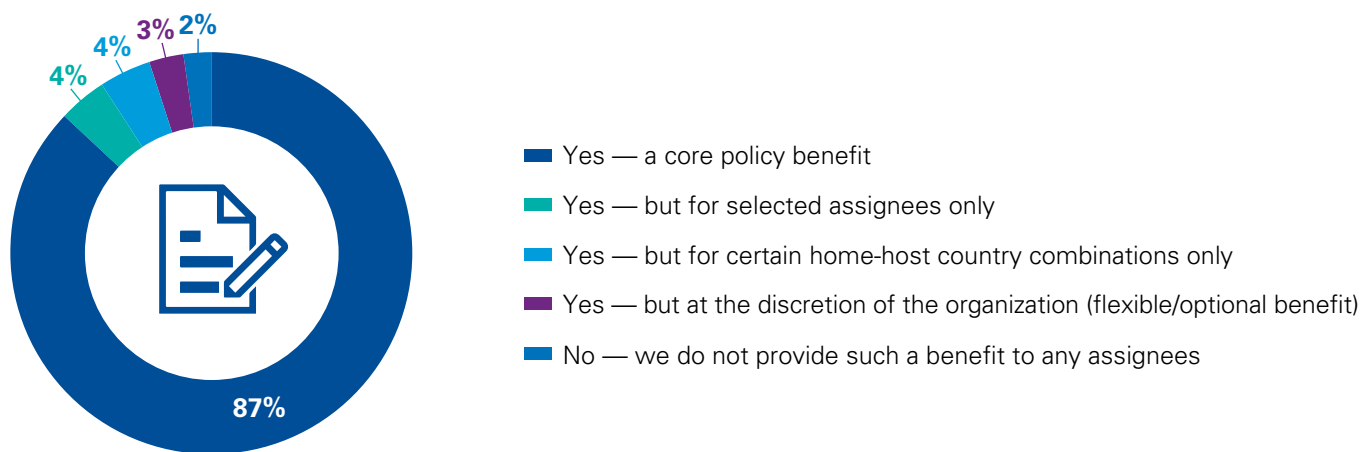 3%
2%
4%
4%
Yes — a core policy benefit
Yes — but for selected assignees only
Yes — but for certain home-host country combinations only
Yes — but at the discretion of the organization (flexible/optional benefit)
No — we do not provide such a benefit to any assignees
87%